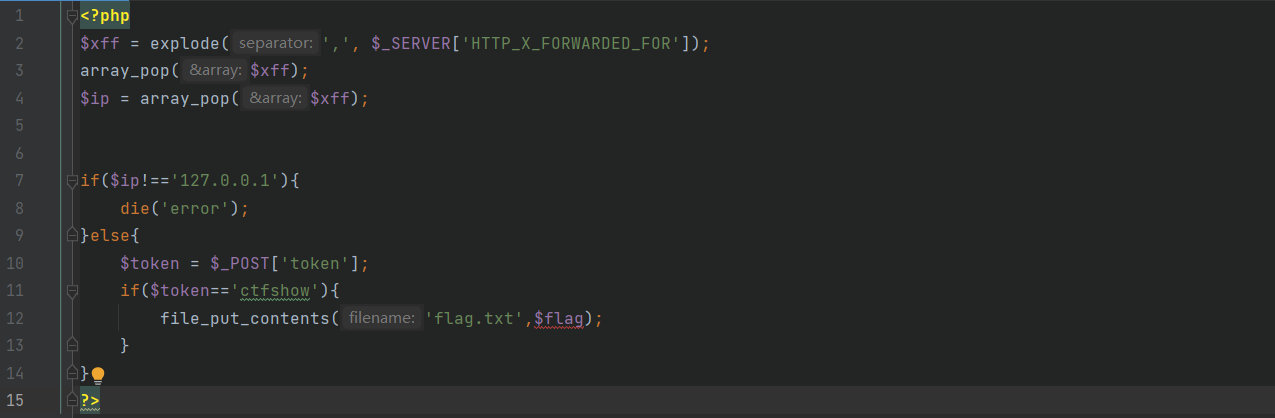 1 <?php
2 $xff = explode( separator: ',', $_SERVER['HTTP_X_FORWARDED_FOR']);
3 array_pop( &array: $xff);
4 $ip = array_pop( &array: $xff);
5
6
7 if($ip!=='127.0.0.1'){
8 die('error');
9 }else{
10 $token = $_POST['token'];
11 if($token=='ctfshow'){
12 file_put_contents( filename: 'flag.txt',$flag);
13 }
14 }
15 ?>